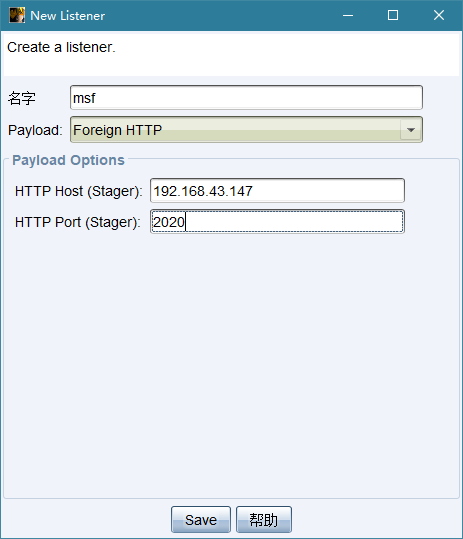 New Listener
Create a listener.
名字 msf
Payload: Foreign HTTP
Payload Options
HTTP Host (Stager): 192.168.43.147
HTTP Port (Stager): 2020
Save 帮助